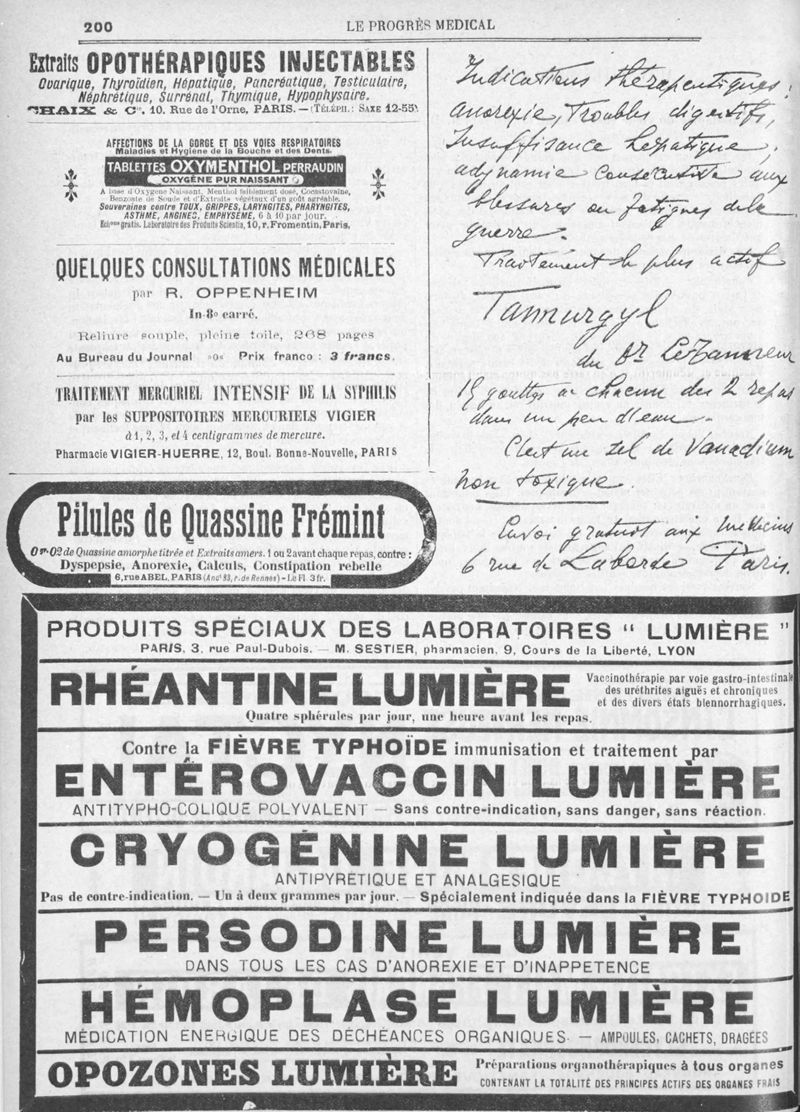 200
LE PROGRÈS MEDICAL
Extraits OPOTHÉRAPIQUES INJECTABLES
Ovarique, Thyroïdien, Hépatique, Pancréatique, Testiculaire,
Néphrétique, Surrénal, Thymique, Hypophysaire.
CHAIX & Cie, 10. Rue de l'Orne, PARIS. — (TÉLÉPH.: SAXE 12-55).
AFFECTIONS DE LA GORGE ET DES VOIES RESPIRATOIRES
Maladies et Hygiène de la Bouche et des Dents.
TABLETTES OXYMENTHOL PERRAUDIN
OXYGÈNE PUR NAISSANT
A base d'Oxygène Naissant, Menthol faiblement dosé, Cocastovaïne,
Benzoate de Soude et d'Extraits végétaux d'un goût agréable.
Souveraines contre TOUX, GRIPPES, LARYNGITES, PHARYNGITES,
ASTHME, ANGINES, EMPHYSÈME, 6 à 10 par jour.
Echons gratis. Laboratoire des Produits Scientia, 10, r. Fromentin, Paris.
QUELQUES CONSULTATIONS MÉDICALES
par R. OPPENHEIM
In-8o carré.
Reliure souple, pleine toile, 268 pages
Au Bureau du Journal »o« Prix franco : 3 francs.
TRAITEMENT MERCURIEL INTENSIF DE LA SYPHILIS
par les SUPPOSITOIRES MERCURIELS VIGIER
à 1, 2, 3, et 4 centigrammes de mercure.
Pharmacie VIGIER-HUERRE, 12, Boul. Bonne-Nouvelle, PARIS
Pilules de Quassine Frémint
0gr.02 de Quassine amorphe titrée et Extraits amers. 1 ou 2 avant chaque repas, contre :
Dyspepsie, Anorexie, Calculs, Constipation rebelle
6, rue ABEL, PARIS (Anct 93, r. de Rennes) - Le Fl. 3 fr.
Indications thérapeutiques :
anorexie, Troubles digestifs,
Insuffisance hépatique,
adynamie consécutive aux
blessures ou fatigues de la
guerre.
Traitement le plus actif
Tanurgyl
du Dr LeTanneur
15 gouttes à chacun des 2 repas
dans un peu d'eau.
C'est un sel de Vanadium
non toxique.
Envoi gratuit aux médecins
6 rue de Laborde Paris.
PRODUITS SPÉCIAUX DES LABORATOIRES " LUMIÈRE "
PARIS, 3, rue Paul-Dubois. — M. SESTIER, pharmacien, 9, Cours de la Liberté, LYON
RHÉANTINE LUMIÈRE
Vaccinothérapie par voie gastro-intestinale
des uréthrites aiguës et chroniques
et des divers états blennorrhagiques.
Quatre sphérules par jour, une heure avant les repas.
Contre la FIÈVRE TYPHOÏDE immunisation et traitement par
ENTÉROVACCIN LUMIÈRE
ANTITYPHO-COLIQUE POLYVALENT — Sans contre-indication, sans danger, sans réaction.
CRYOGÉNINE LUMIÈRE
ANTIPYRÉTIQUE ET ANALGESIQUE
Pas de contre-indication. — Un à deux grammes par jour. — Spécialement indiquée dans la FIÈVRE TYPHOIDE
PERSODINE LUMIÈRE
DANS TOUS LES CAS D'ANOREXIE ET D'INAPPETENCE
HÉMOPLASE LUMIÈRE
MÉDICATION ENERGIQUE DES DÉCHÉANCES ORGANIQUES — AMPOULES, CACHETS, DRAGÉES
OPOZONES LUMIÈRE
Préparations organothérapiques à tous organes
CONTENANT LA TOTALITÉ DES PRINCIPES ACTIFS DES ORGANES FRAIS